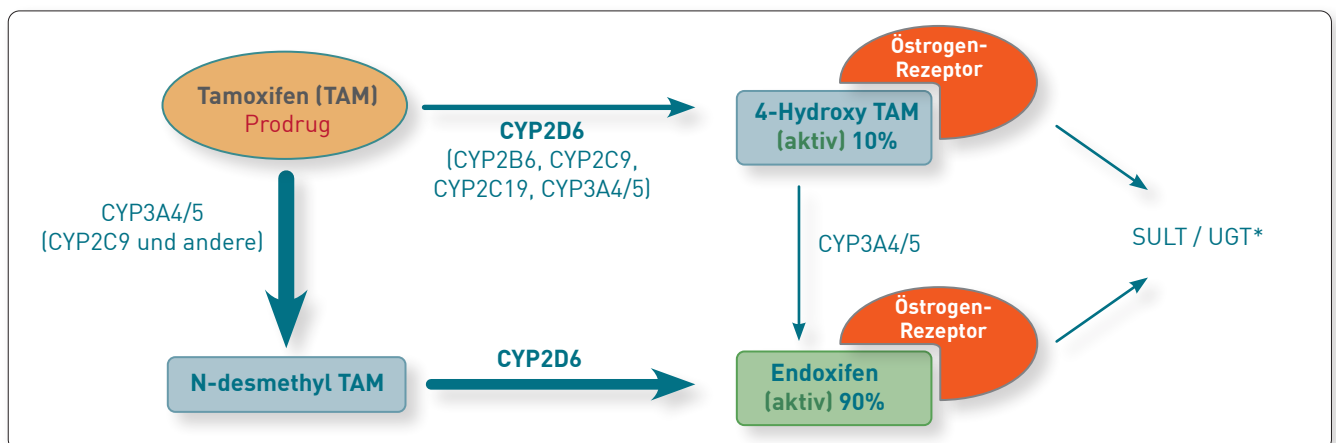 Tamoxifen (TAM)
Prodrug
CYP2D6
(CYP2B6, CYP2C9,
CYP2C19, CYP3A4/5)
4-Hydroxy TAM
(aktiv) 10%
Östrogen-
Rezeptor
CYP3A4/5
(CYP2C9 und andere)
CYP3A4/5
SULT / UGT*
N-desmethyl TAM
CYP2D6
Endoxifen
(aktiv) 90%
Östrogen-
Rezeptor